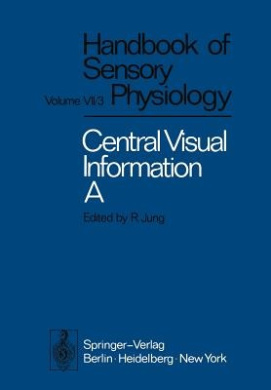 Handbook of
Sensory
Volume VII/3 Physiology
Central Visual
Information
A
Edited by R. Jung
Springer-Verlag
Berlin · Heidelberg · New York